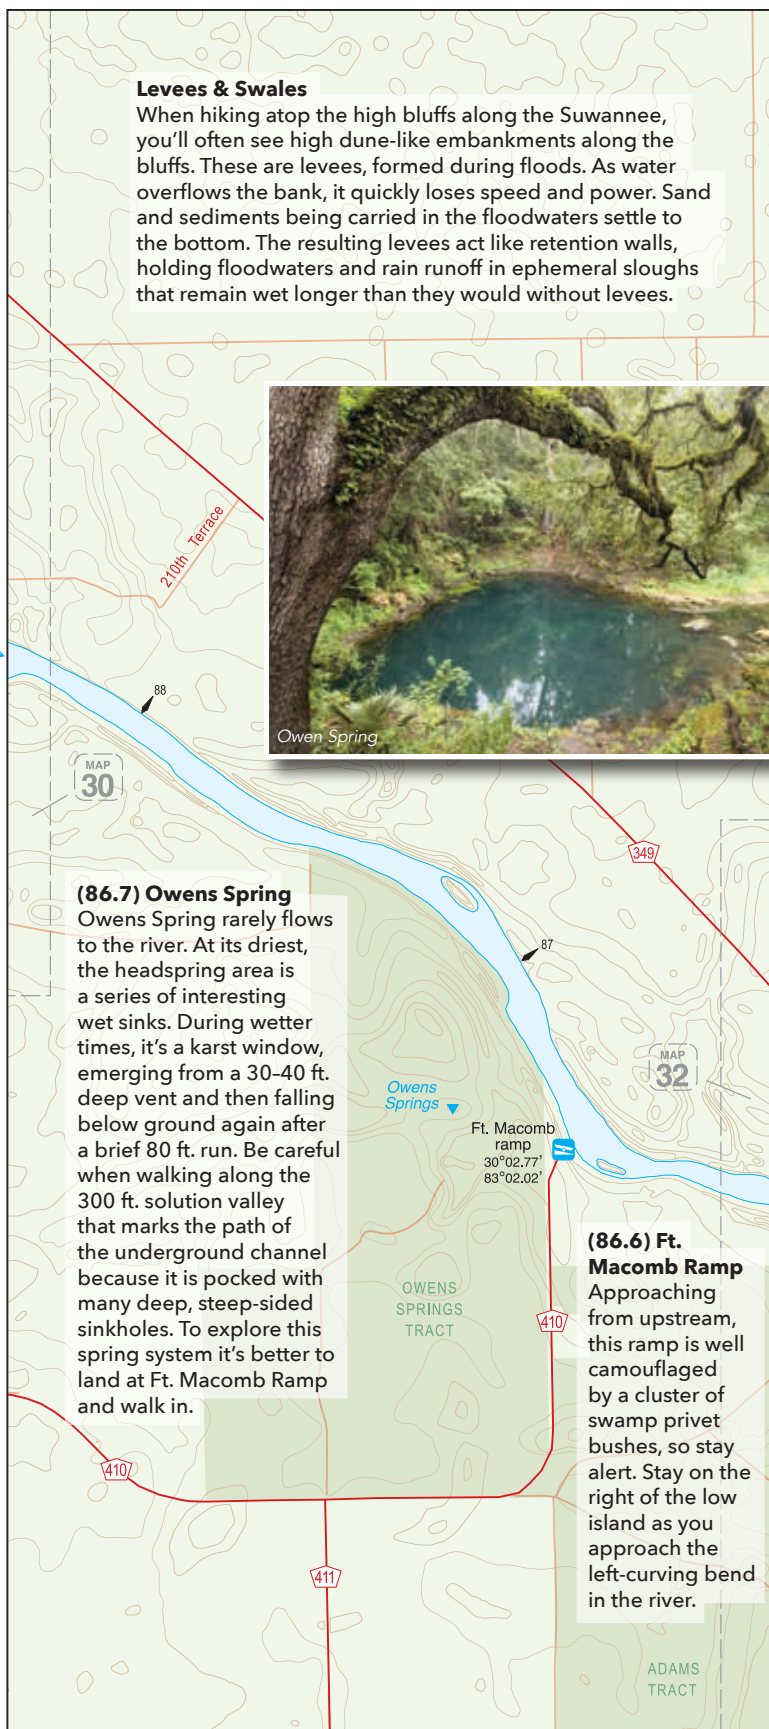 Levees & Swales
When hiking atop the high bluffs along the Suwannee,
you’ll often see high dune-like embankments along the
bluffs. These are levees, formed during floods. As water
overflows the bank, it quickly loses speed and power. Sand
and sediments being carried in the floodwaters settle to
the bottom. The resulting levees act like retention walls,
holding floodwaters and rain runoff in ephemeral sloughs
that remain wet longer than they would without levees.
210th Terrace
88
Owen Spring
MAP
30
349
(86.7) Owens Spring
Owens Spring rarely flows
to the river. At its driest,
the headspring area is
a series of interesting
wet sinks. During wetter
times, it’s a karst window,
emerging from a 30–40 ft.
deep vent and then falling
below ground again after
a brief 80 ft. run. Be careful
when walking along the
300 ft. solution valley
that marks the path of
the underground channel
because it is pocked with
many deep, steep-sided
sinkholes. To explore this
spring system it’s better to
land at Ft. Macomb Ramp
and walk in.
87
MAP
32
Owens
Springs
Ft. Macomb
ramp
30°02.77’
83°02.02’
(86.6) Ft.
Macomb Ramp
Approaching
from upstream,
this ramp is well
camouflaged
by a cluster of
swamp privet
bushes, so stay
alert. Stay on the
right of the low
island as you
approach the
left-curving bend
in the river.
OWENS
SPRINGS
TRACT
410
410
411
ADAMS
TRACT